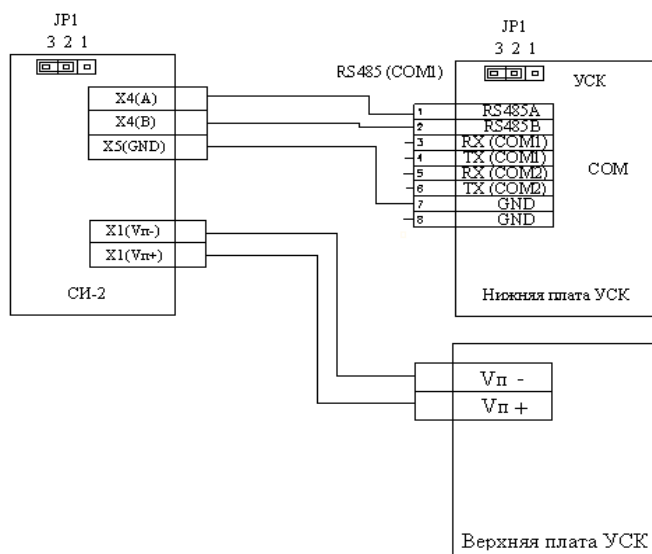 JP1
3 2 1
X4(A)
X4(B)
X5(GND)
X1(Vп-)
X1(Vп+)
СИ-2
RS485 (COM1)
JP1
3 2 1
УСК
1 RS485A
2 RS485B
3 RX (COM1)
4 TX (COM1)
5 RX (COM2)
6 TX (COM2)
7 GND
8 GND
COM
Нижняя плата УСК
Vп -
Vп +
Верхняя плата УСК